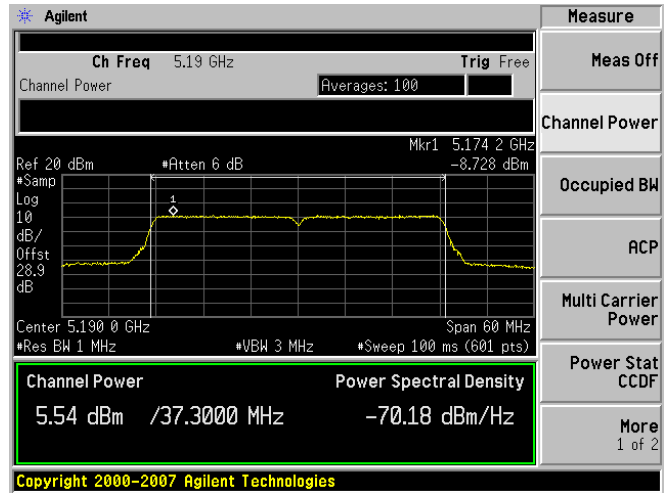 Agilent
Measure
Ch Freq 5.19 GHz Trig Free
Channel Power Averages: 100
Mkr1 5.174 2 GHz
Ref 20 dBm #Atten 6 dB -8.728 dBm
#Samp
Log
10
dB/
Offst
28.9
dB
1
Center 5.190 0 GHz Span 60 MHz
#Res BW 1 MHz #VBW 3 MHz #Sweep 100 ms (601 pts)
Channel Power Power Spectral Density
5.54 dBm /37.3000 MHz -70.18 dBm/Hz
Copyright 2000-2007 Agilent Technologies
Meas Off
Channel Power
Occupied BW
ACP
Multi Carrier
Power
Power Stat
CCDF
More
1 of 2